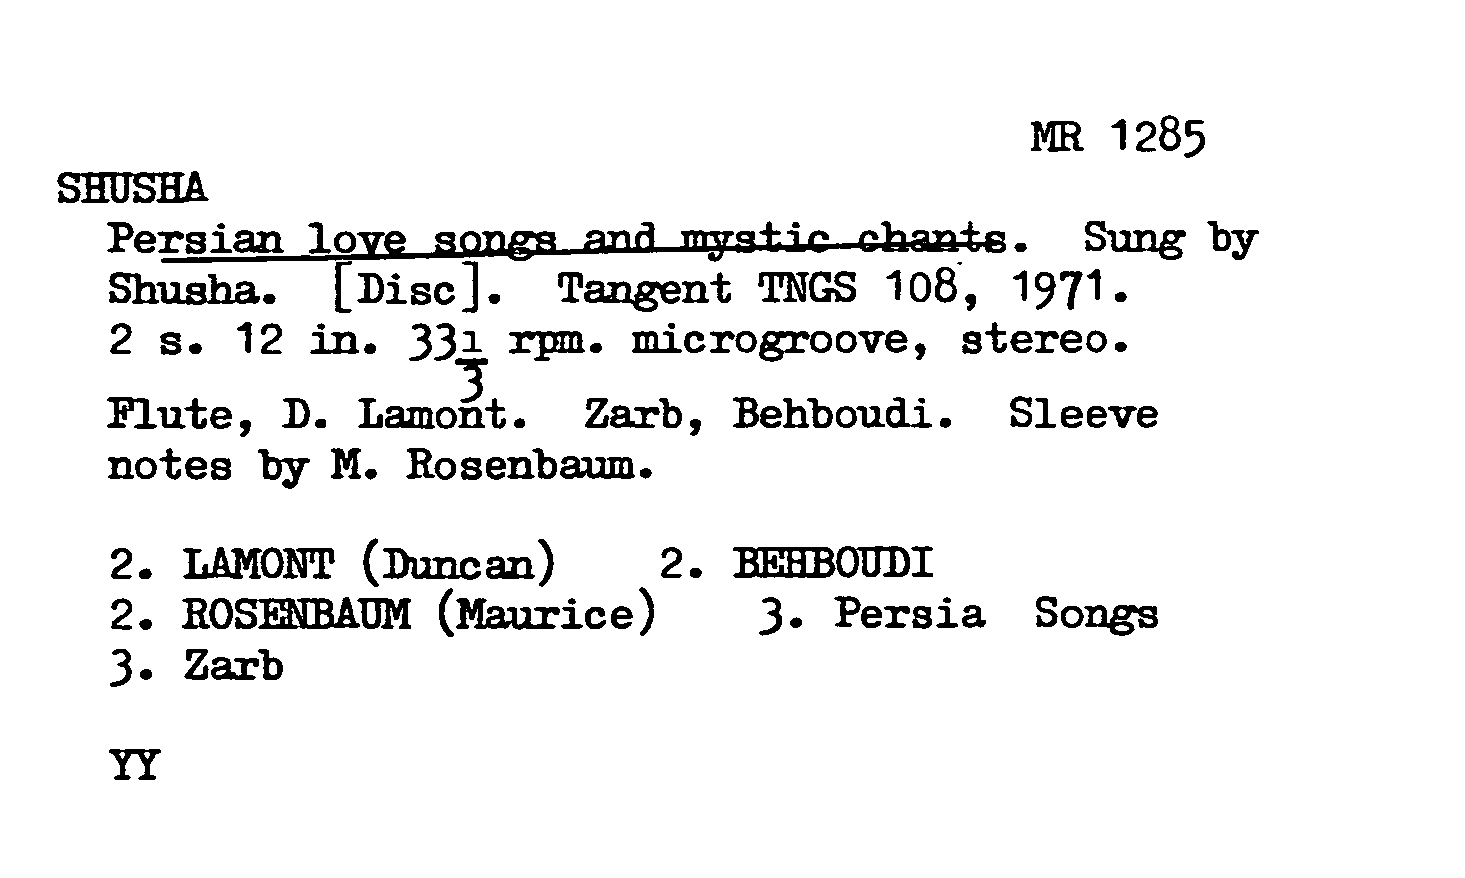 MR 1285
SHUSHA
Persian love songs and mystic chants. Sung by
Shusha. [Disc]. Tangent TNGS 108, 1971.
2 s. 12 in. 33 1/3 rpm. microgroove, stereo.
Flute, D. Lamont. Zarb, Behboudi. Sleeve
notes by M. Rosenbaum.
2. LAMONT (Duncan) 2. BEHBOUDI
2. ROSENBAUM (Maurice) 3. Persia Songs
3. Zarb
YY